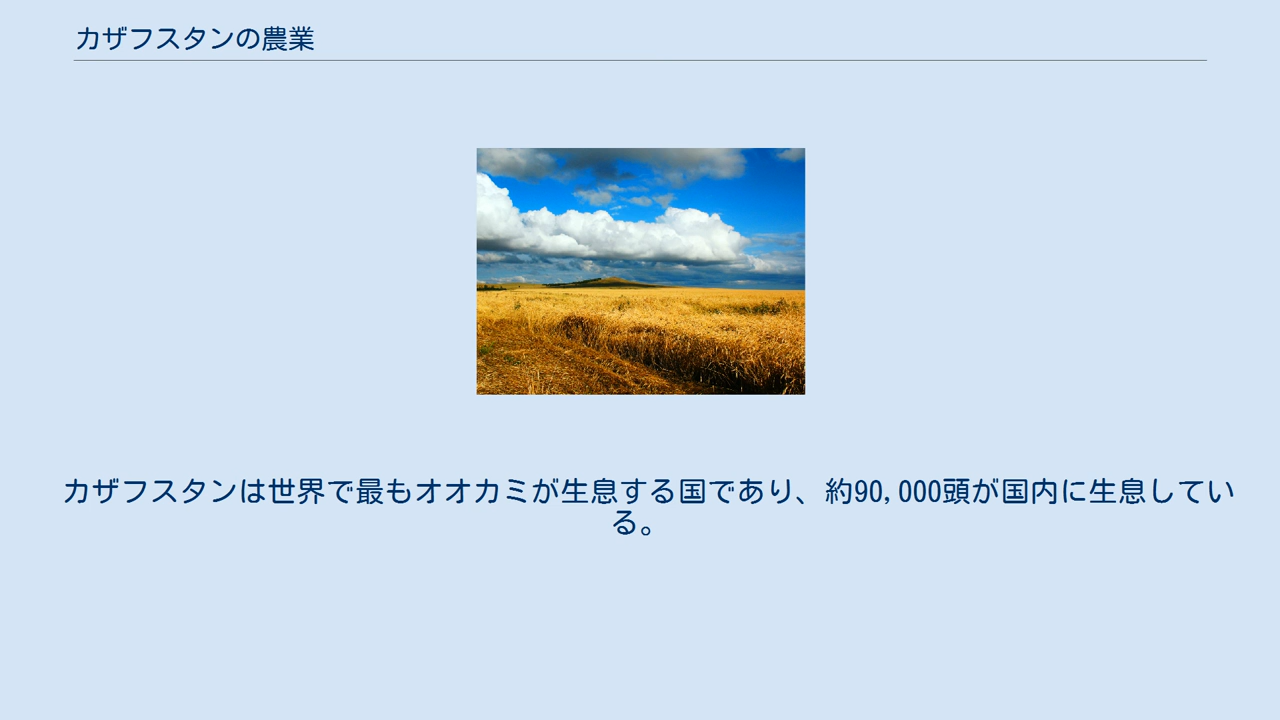 カザフスタンの農業
カザフスタンは世界で最もオオカミが生息する国であり、約90,000頭が国内に生息してい
る。